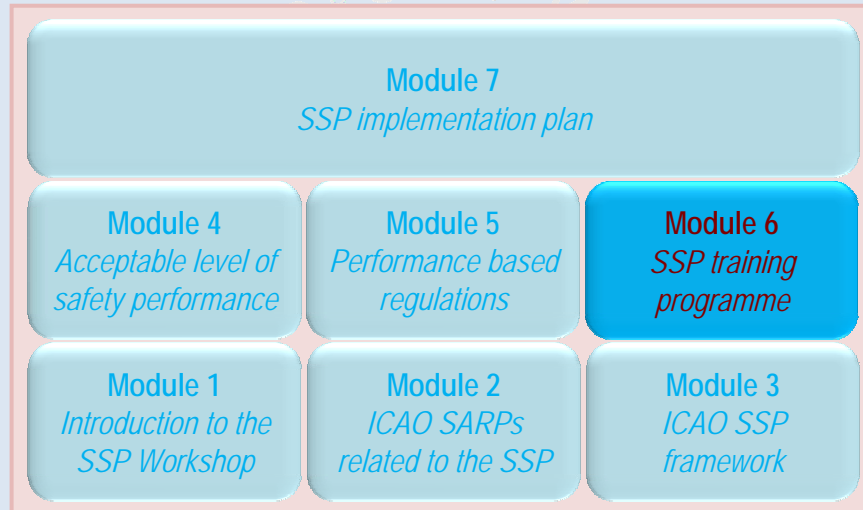 Module 7
SSP implementation plan
Module 4
Acceptable level of
safety performance
Module 5
Performance based
regulations
Module 6
SSP training
programme
Module 1
Introduction to the
SSP Workshop
Module 2
ICAO SARPs
related to the SSP
Module 3
ICAO SSP
framework